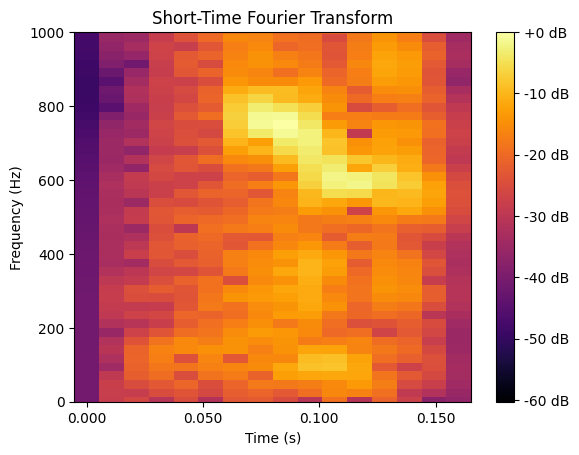 Short-Time Fourier Transform
1000
800
600
400
200
0
Frequency (Hz)
0.000
0.050
0.100
0.150
Time (s)
+0 dB
-10 dB
-20 dB
-30 dB
-40 dB
-50 dB
-60 dB